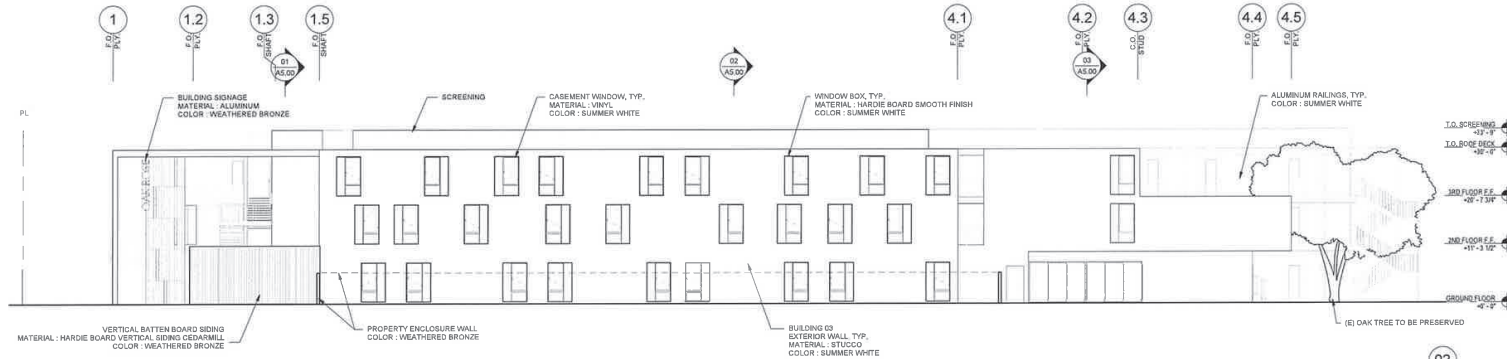 1
1.2
1.3
1.5
4.1
4.2
4.3
4.4
4.5
F.O.
PLY.
F.O.
PLY.
F.O.
SHAFT
F.O.
SHAFT
F.O.
PLY.
F.O.
PLY.
C.O.
STUD
F.O.
PLY.
F.O.
PLY.
01
A5.00
02
A5.00
03
A5.00
PL
BUILDING SIGNAGE
MATERIAL : ALUMINUM
COLOR : WEATHERED BRONZE
SCREENING
CASEMENT WINDOW, TYP.
MATERIAL : VINYL
COLOR : SUMMER WHITE
WINDOW BOX, TYP.
MATERIAL : HARDIE BOARD SMOOTH FINISH
COLOR : SUMMER WHITE
ALUMINUM RAILINGS, TYP.
COLOR : SUMMER WHITE
T.O. SCREENING
+33' - 9"
T.O. ROOF DECK
+30' - 0"
3RD FLOOR F.F.
+20' - 7 3/4"
2ND FLOOR F.F.
+11' - 3 1/2"
GROUND FLOOR
+0' - 0"
VERTICAL BATTEN BOARD SIDING
MATERIAL : HARDIE BOARD VERTICAL SIDING CEDARMILL
COLOR : WEATHERED BRONZE
PROPERTY ENCLOSURE WALL
COLOR : WEATHERED BRONZE
BUILDING 03
EXTERIOR WALL, TYP.
MATERIAL : STUCCO
COLOR : SUMMER WHITE
(E) OAK TREE TO BE PRESERVED